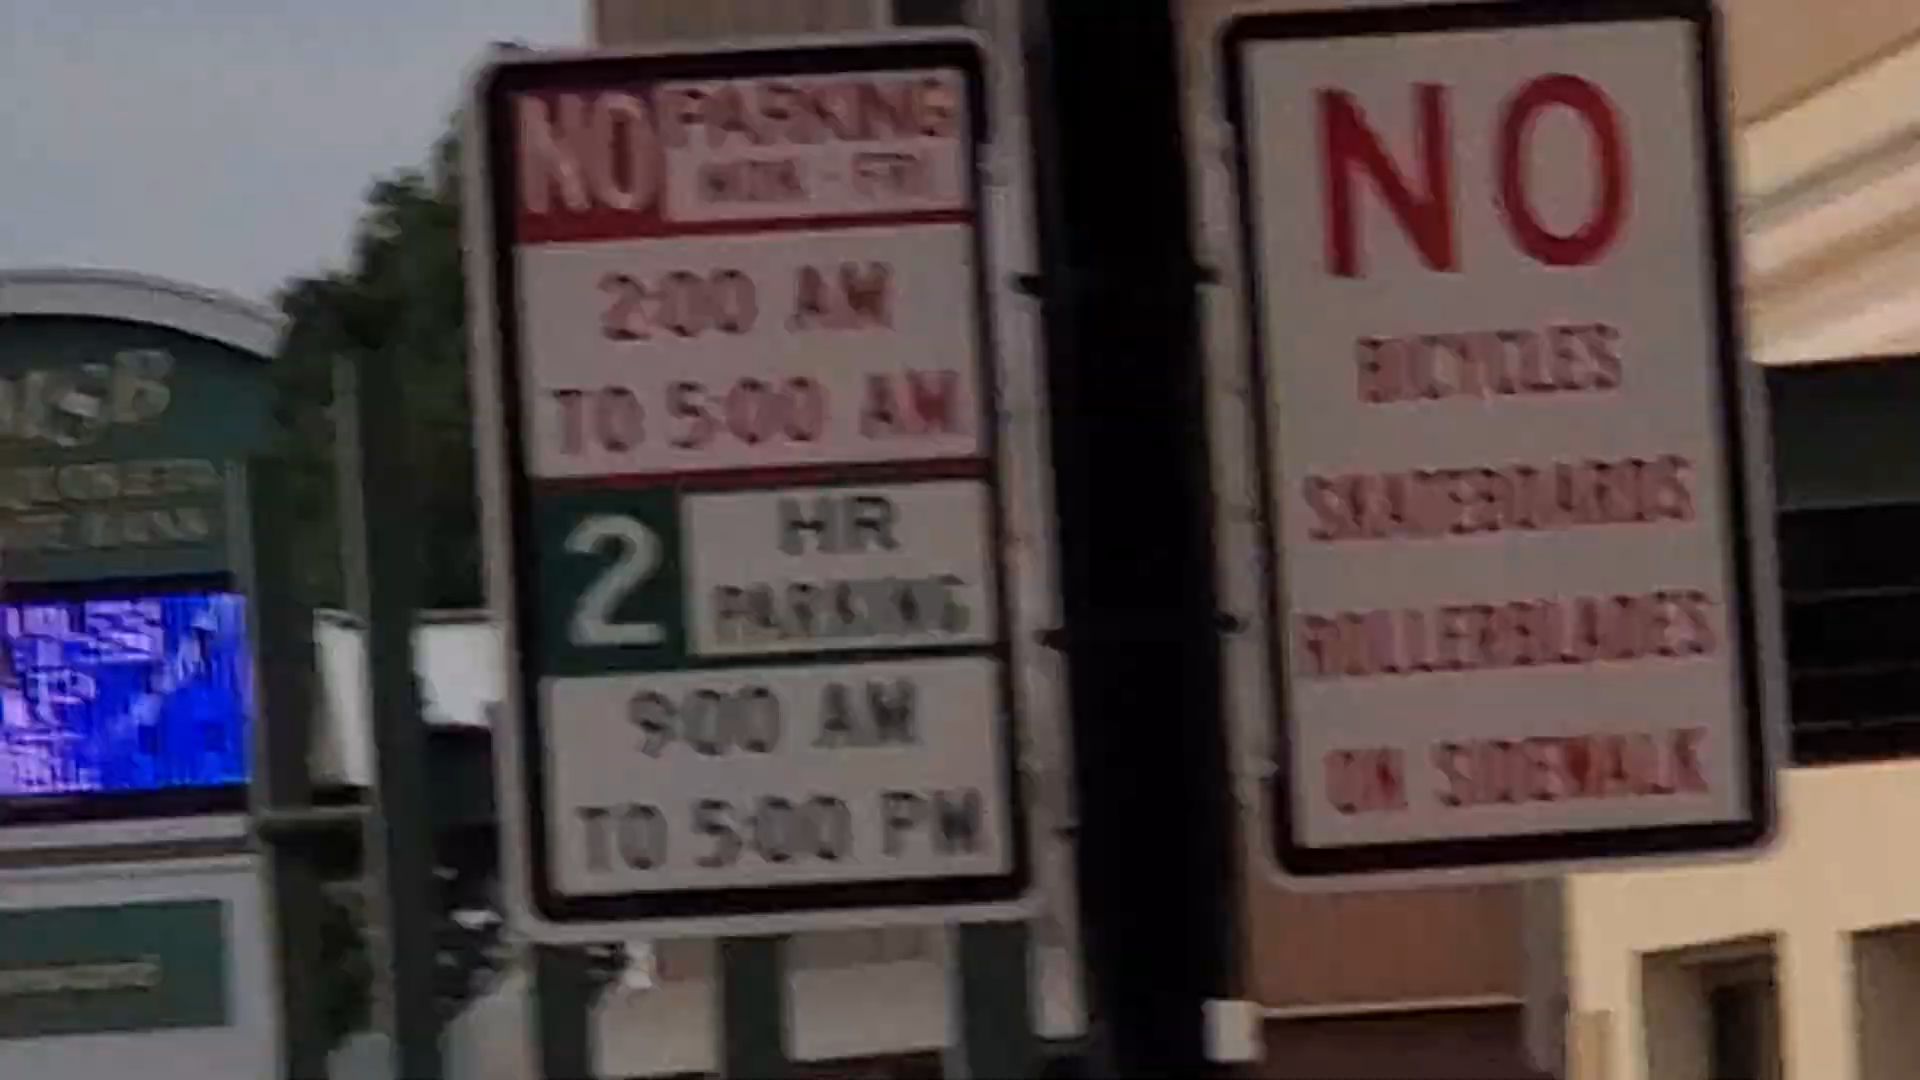 NO PARKING
MON - FRI
2:00 AM
TO 5:00 AM
2 HR
PARKING
9:00 AM
TO 5:00 PM
NO
BICYCLES
SKATEBOARDS
ROLLERBLADES
ON SIDEWALK